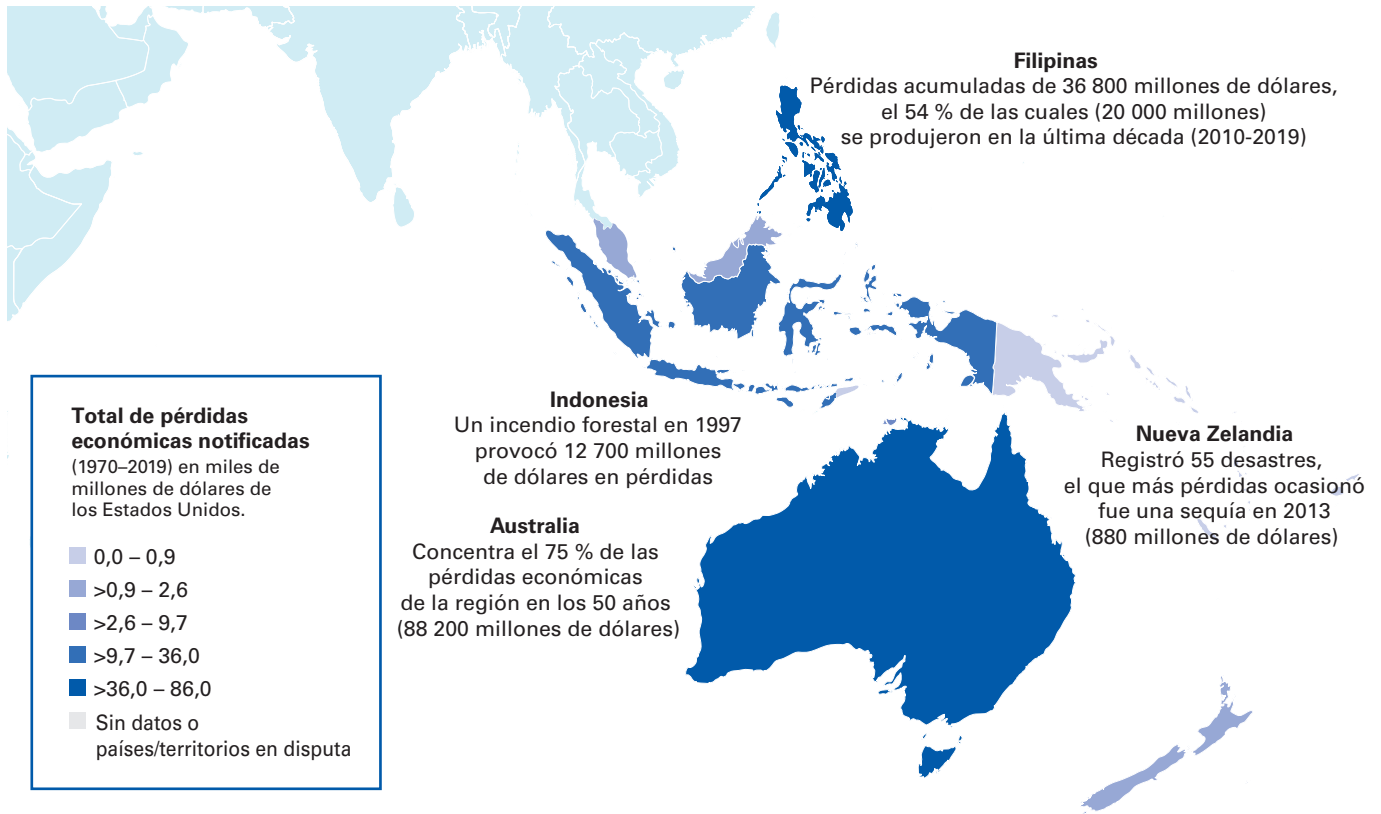 Filipinas
Pérdidas acumuladas de 36 800 millones de dólares,
el 54 % de las cuales (20 000 millones)
se produjeron en la última década (2010-2019)
Indonesia
Un incendio forestal en 1997
provocó 12 700 millones
de dólares en pérdidas
Nueva Zelandia
Registró 55 desastres,
el que más pérdidas ocasionó
fue una sequía en 2013
(880 millones de dólares)
Australia
Concentra el 75 % de las
pérdidas económicas
de la región en los 50 años
(88 200 millones de dólares)
Total de pérdidas
económicas notificadas
(1970–2019) en miles de
millones de dólares de
los Estados Unidos.
0,0 – 0,9
>0,9 – 2,6
>2,6 – 9,7
>9,7 – 36,0
>36,0 – 86,0
Sin datos o
países/territorios en disputa